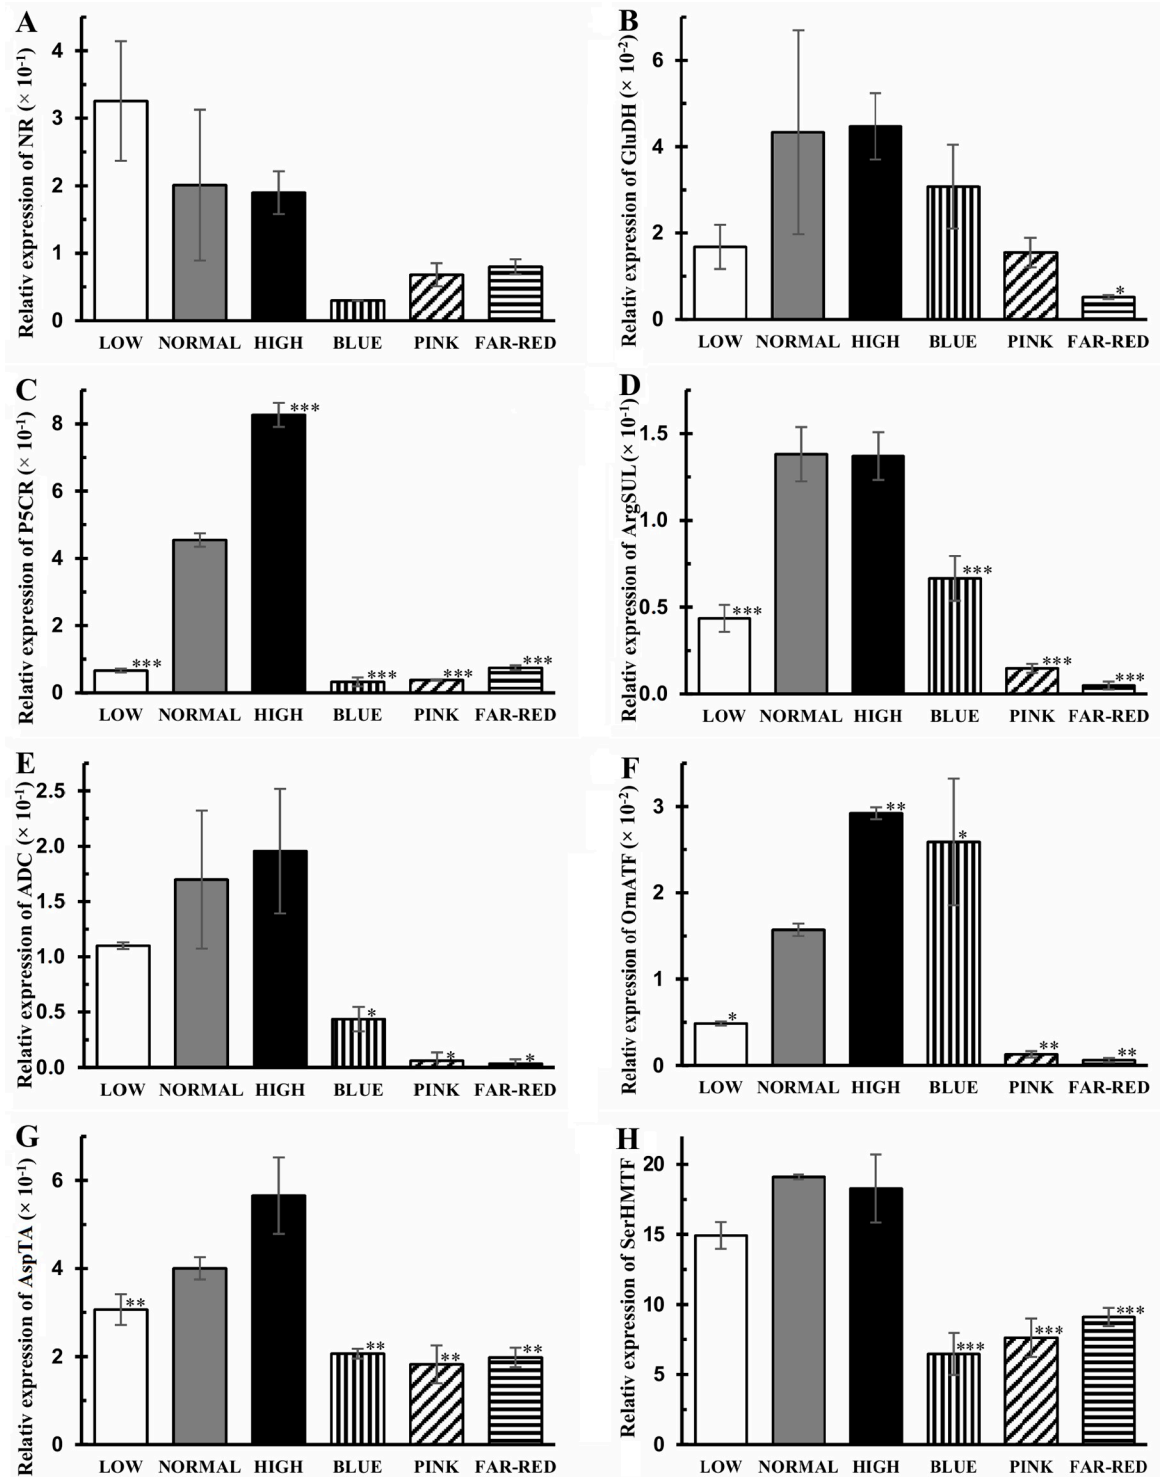 A
Relativ expression of NR (× 10⁻¹)
4
3
2
1
0
LOW NORMAL HIGH BLUE PINK FAR-RED
B
Relativ expression of GluDH (× 10⁻²)
6
4
2
0
*
LOW NORMAL HIGH BLUE PINK FAR-RED
C
Relativ expression of P5CR (× 10⁻¹)
8
6
4
2
0
*** *** *** *** ***
LOW NORMAL HIGH BLUE PINK FAR-RED
D
Relativ expression of ArgSUL (× 10⁻¹)
1.5
1.0
0.5
0.0
*** *** *** ***
LOW NORMAL HIGH BLUE PINK FAR-RED
E
Relativ expression of ADC (× 10⁻¹)
2.5
2.0
1.5
1.0
0.5
0.0
* * *
LOW NORMAL HIGH BLUE PINK FAR-RED
F
Relativ expression of OrnATF (× 10⁻²)
3
2
1
0
* ** * ** **
LOW NORMAL HIGH BLUE PINK FAR-RED
G
Relativ expression of AspTA (× 10⁻¹)
6
4
2
0
** ** ** **
LOW NORMAL HIGH BLUE PINK FAR-RED
H
Relativ expression of SerHMTF
20
15
10
5
0
*** *** ***
LOW NORMAL HIGH BLUE PINK FAR-RED